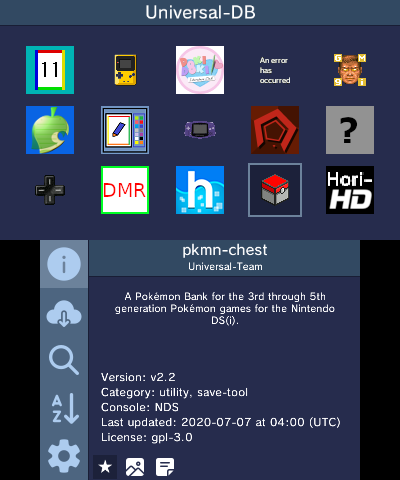 Universal-DB
11
An error
has
occurred
G M
9 i
?
DMR
h
Hori-
HD
pkmn-chest
Universal-Team
A Pokémon Bank for the 3rd through 5th
generation Pokémon games for the Nintendo
DS(i).
Version: v2.2
Category: utility, save-tool
Console: NDS
Last updated: 2020-07-07 at 04:00 (UTC)
License: gpl-3.0
A
Z